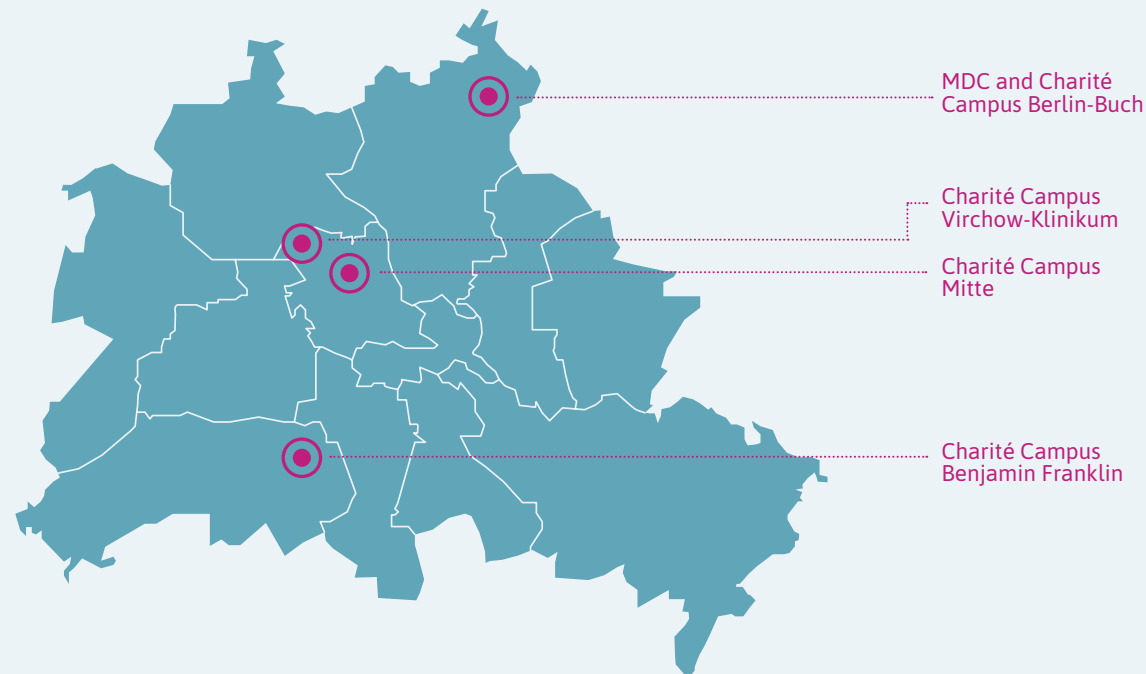 MDC and Charité
Campus Berlin-Buch
Charité Campus
Virchow-Klinikum
Charité Campus
Mitte
Charité Campus
Benjamin Franklin